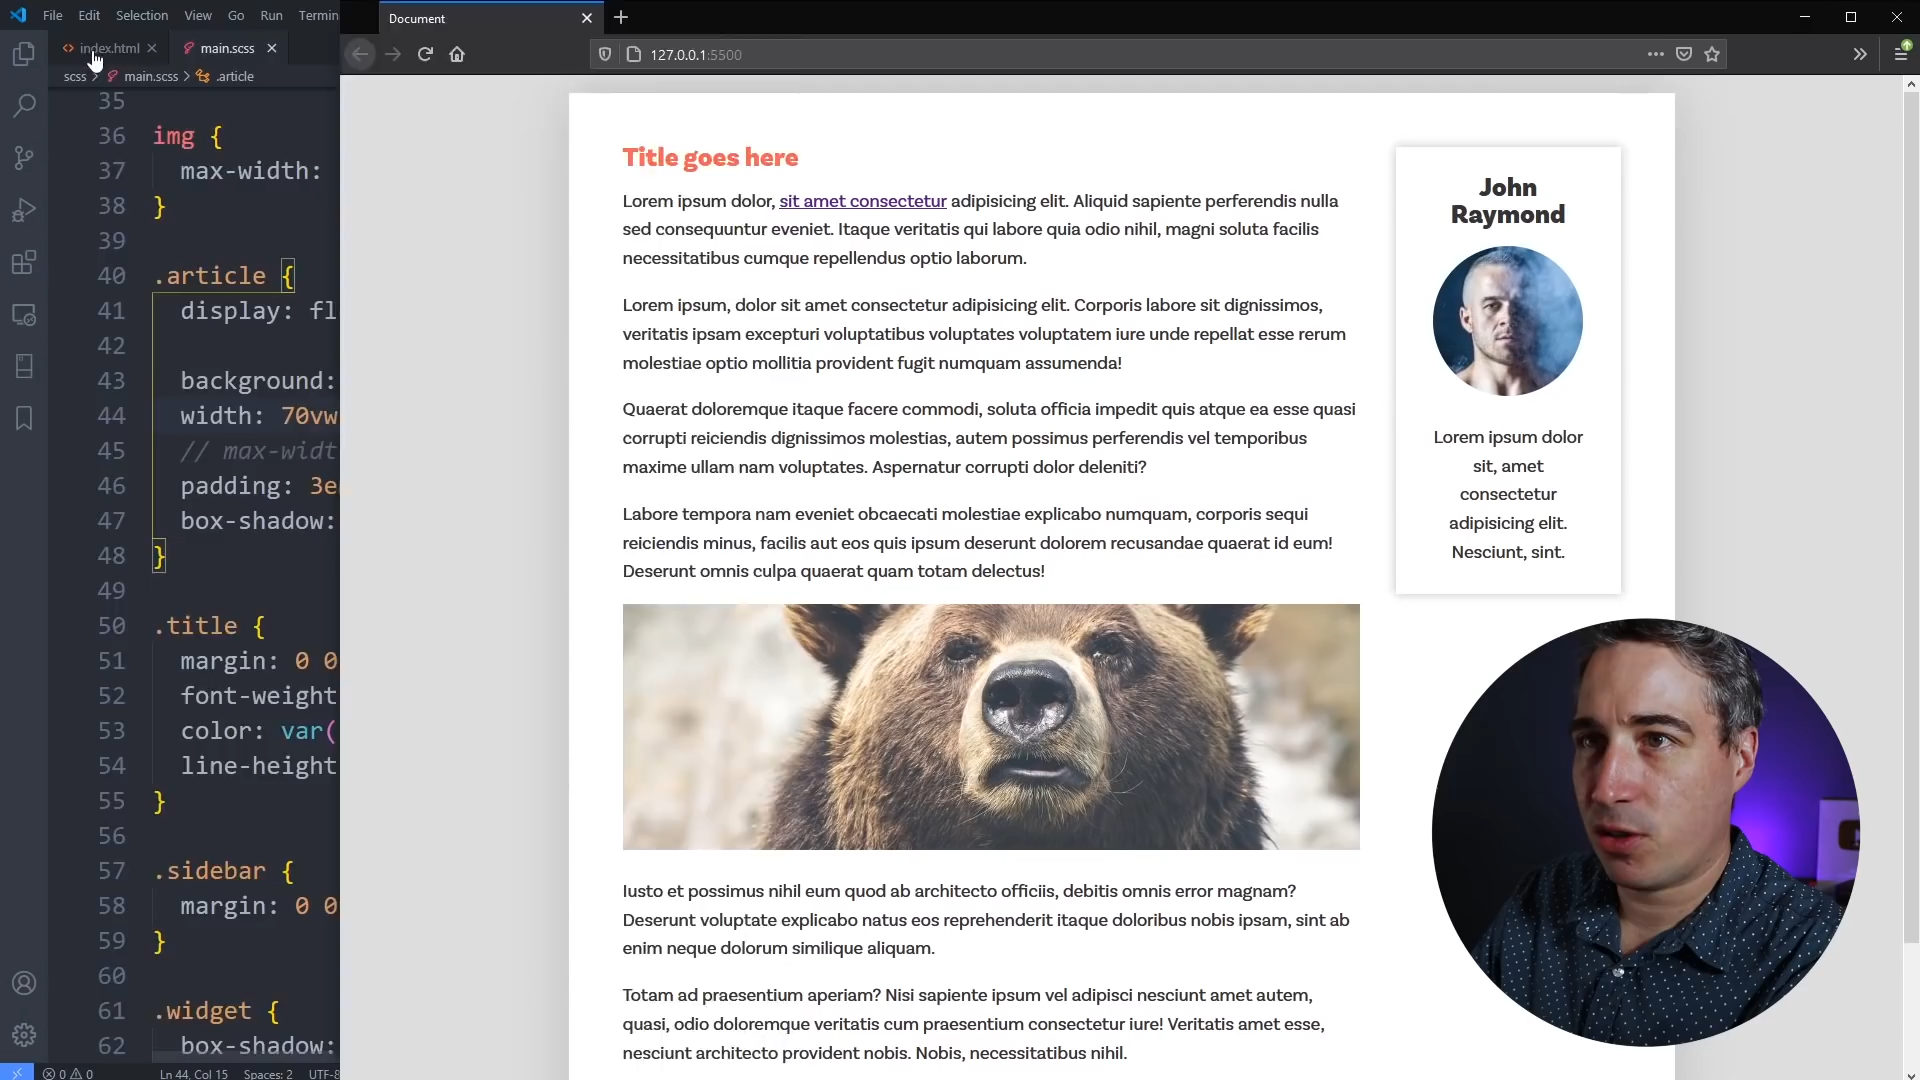 File Edit Selection View Go Run
index.html
main.scss
scss > main.scss > .article
35
36 img {
37 max-width:
38 }
39
40 .article {
41 display: fl
42
43 background:
44 width: 70vw
45 // max-widt
46 padding: 3e
47 box-shadow:
48 }
49
50 .title {
51 margin: 0 0
52 font-weight
53 color: var(
54 line-height
55 }
56
57 .sidebar {
58 margin: 0 0
59 }
60
61 .widget {
62 box-shadow:
0 0 Ln 44, Col 15 Spaces: 2 UTF-8
Document
127.0.0.1:5500
Title goes here
Lorem ipsum dolor, sit amet consectetur adipisicing elit. Aliquid sapiente perferendis nulla
sed consequuntur eveniet. Itaque veritatis qui labore quia odio nihil, magni soluta facilis
necessitatibus cumque repellendus optio laborum.
Lorem ipsum, dolor sit amet consectetur adipisicing elit. Corporis labore sit dignissimos,
veritatis ipsam excepturi voluptatibus voluptates voluptatem iure unde repellat esse rerum
molestiae optio mollitia provident fugit numquam assumenda!
Quaerat doloremque itaque facere commodi, soluta officia impedit quis atque ea esse quasi
corrupti reiciendis dignissimos molestias, autem possimus perferendis vel temporibus
maxime ullam nam voluptates. Aspernatur corrupti dolor deleniti?
Labore tempora nam eveniet obcaecati molestiae explicabo numquam, corporis sequi
reiciendis minus, facilis aut eos quis ipsum deserunt dolorem recusandae quaerat id eum!
Deserunt omnis culpa quaerat quam totam delectus!
Iusto et possimus nihil eum quod ab architecto officiis, debitis omnis error magnam?
Deserunt voluptate explicabo natus eos reprehenderit itaque doloribus nobis ipsam, sint ab
enim neque dolorum similique aliquam.
Totam ad praesentium aperiam? Nisi sapiente ipsum vel adipisci nesciunt amet autem,
quasi, odio doloremque veritatis cum praesentium consectetur iure! Veritatis amet esse,
nesciunt architecto provident nobis. Nobis, necessitatibus nihil.
John
Raymond
Lorem ipsum dolor
sit, amet
consectetur
adipisicing elit.
Nesciunt, sint.